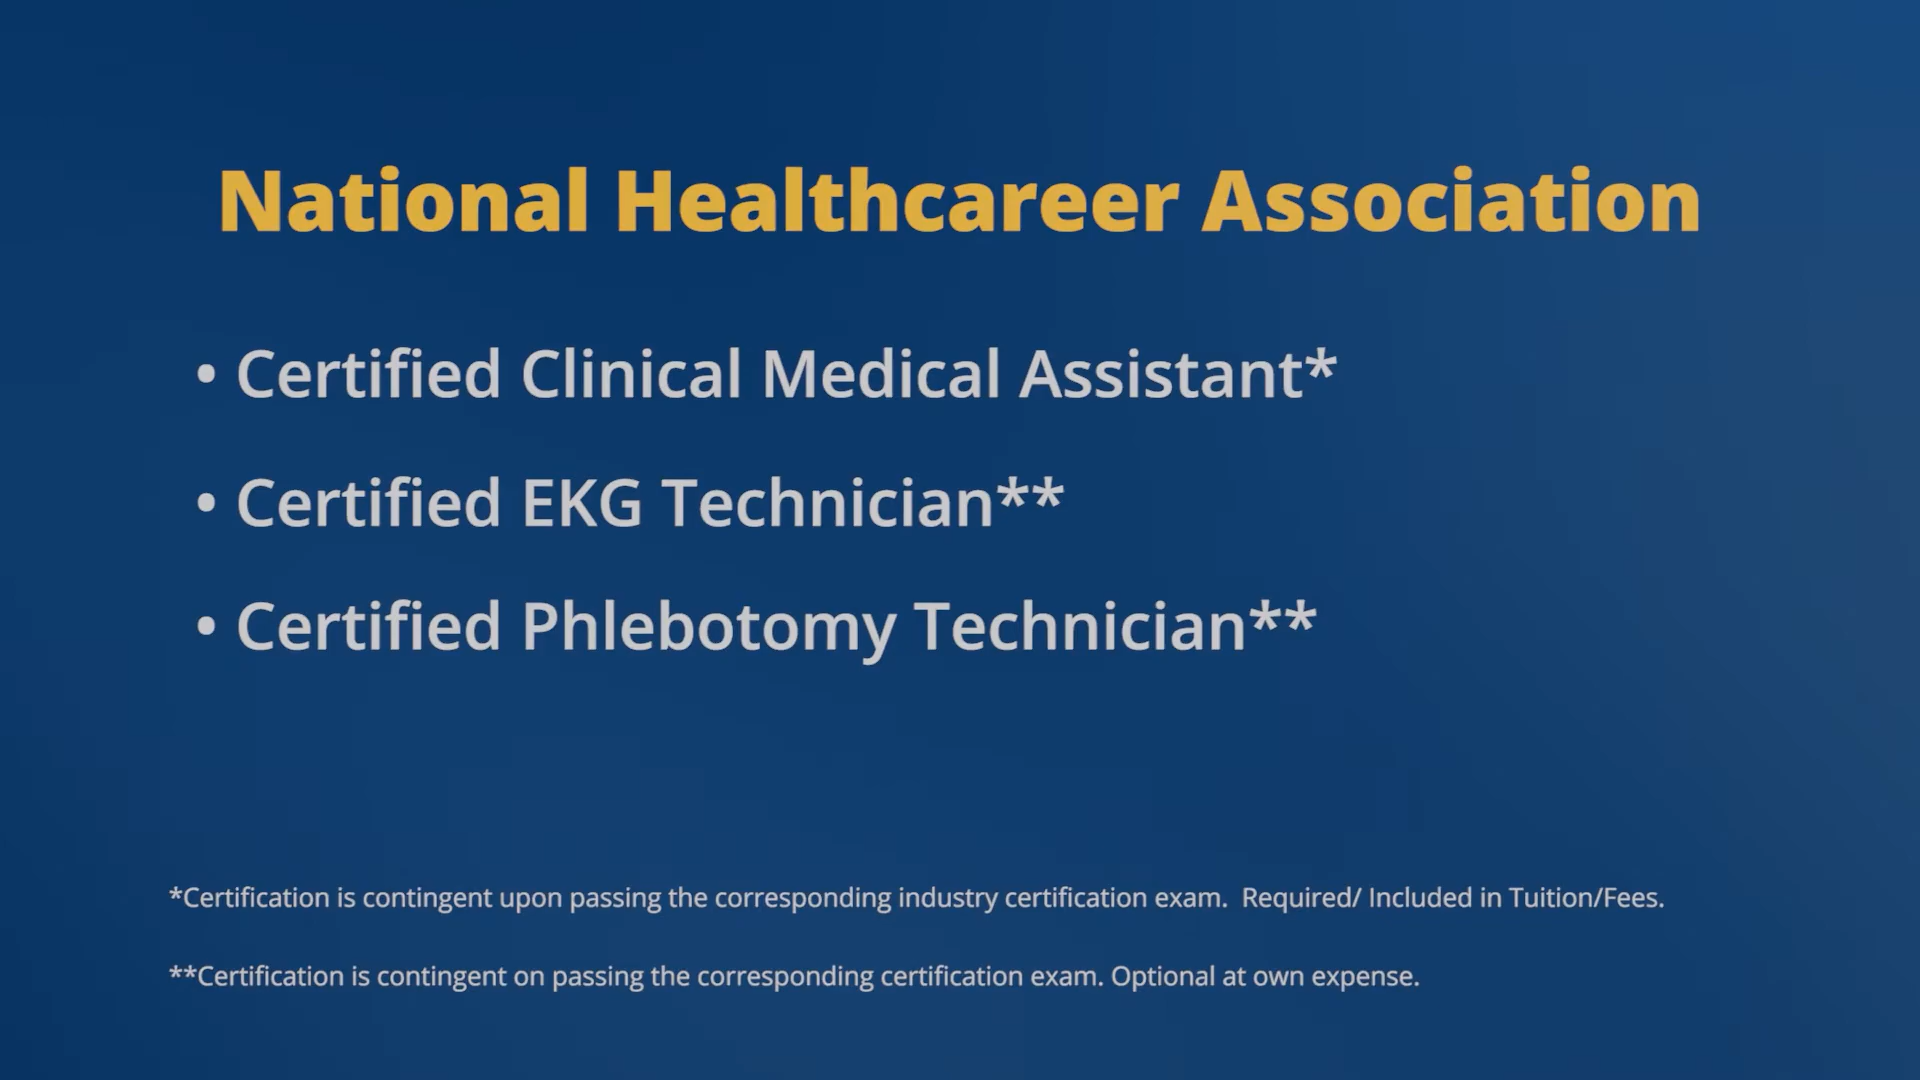 National Healthcareer Association
• Certified Clinical Medical Assistant*
• Certified EKG Technician**
• Certified Phlebotomy Technician**
*Certification is contingent upon passing the corresponding industry certification exam.  Required/ Included in Tuition/Fees.
**Certification is contingent on passing the corresponding certification exam. Optional at own expense.